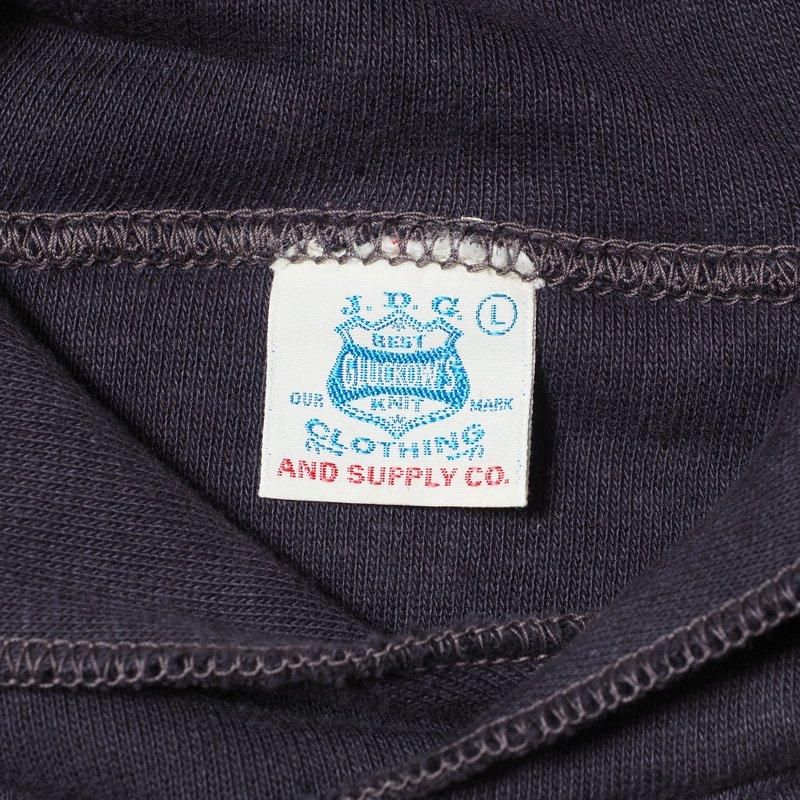 J. D. G.
L
BEST
OUR KNIT MARK
CLOTHING
AND SUPPLY CO.